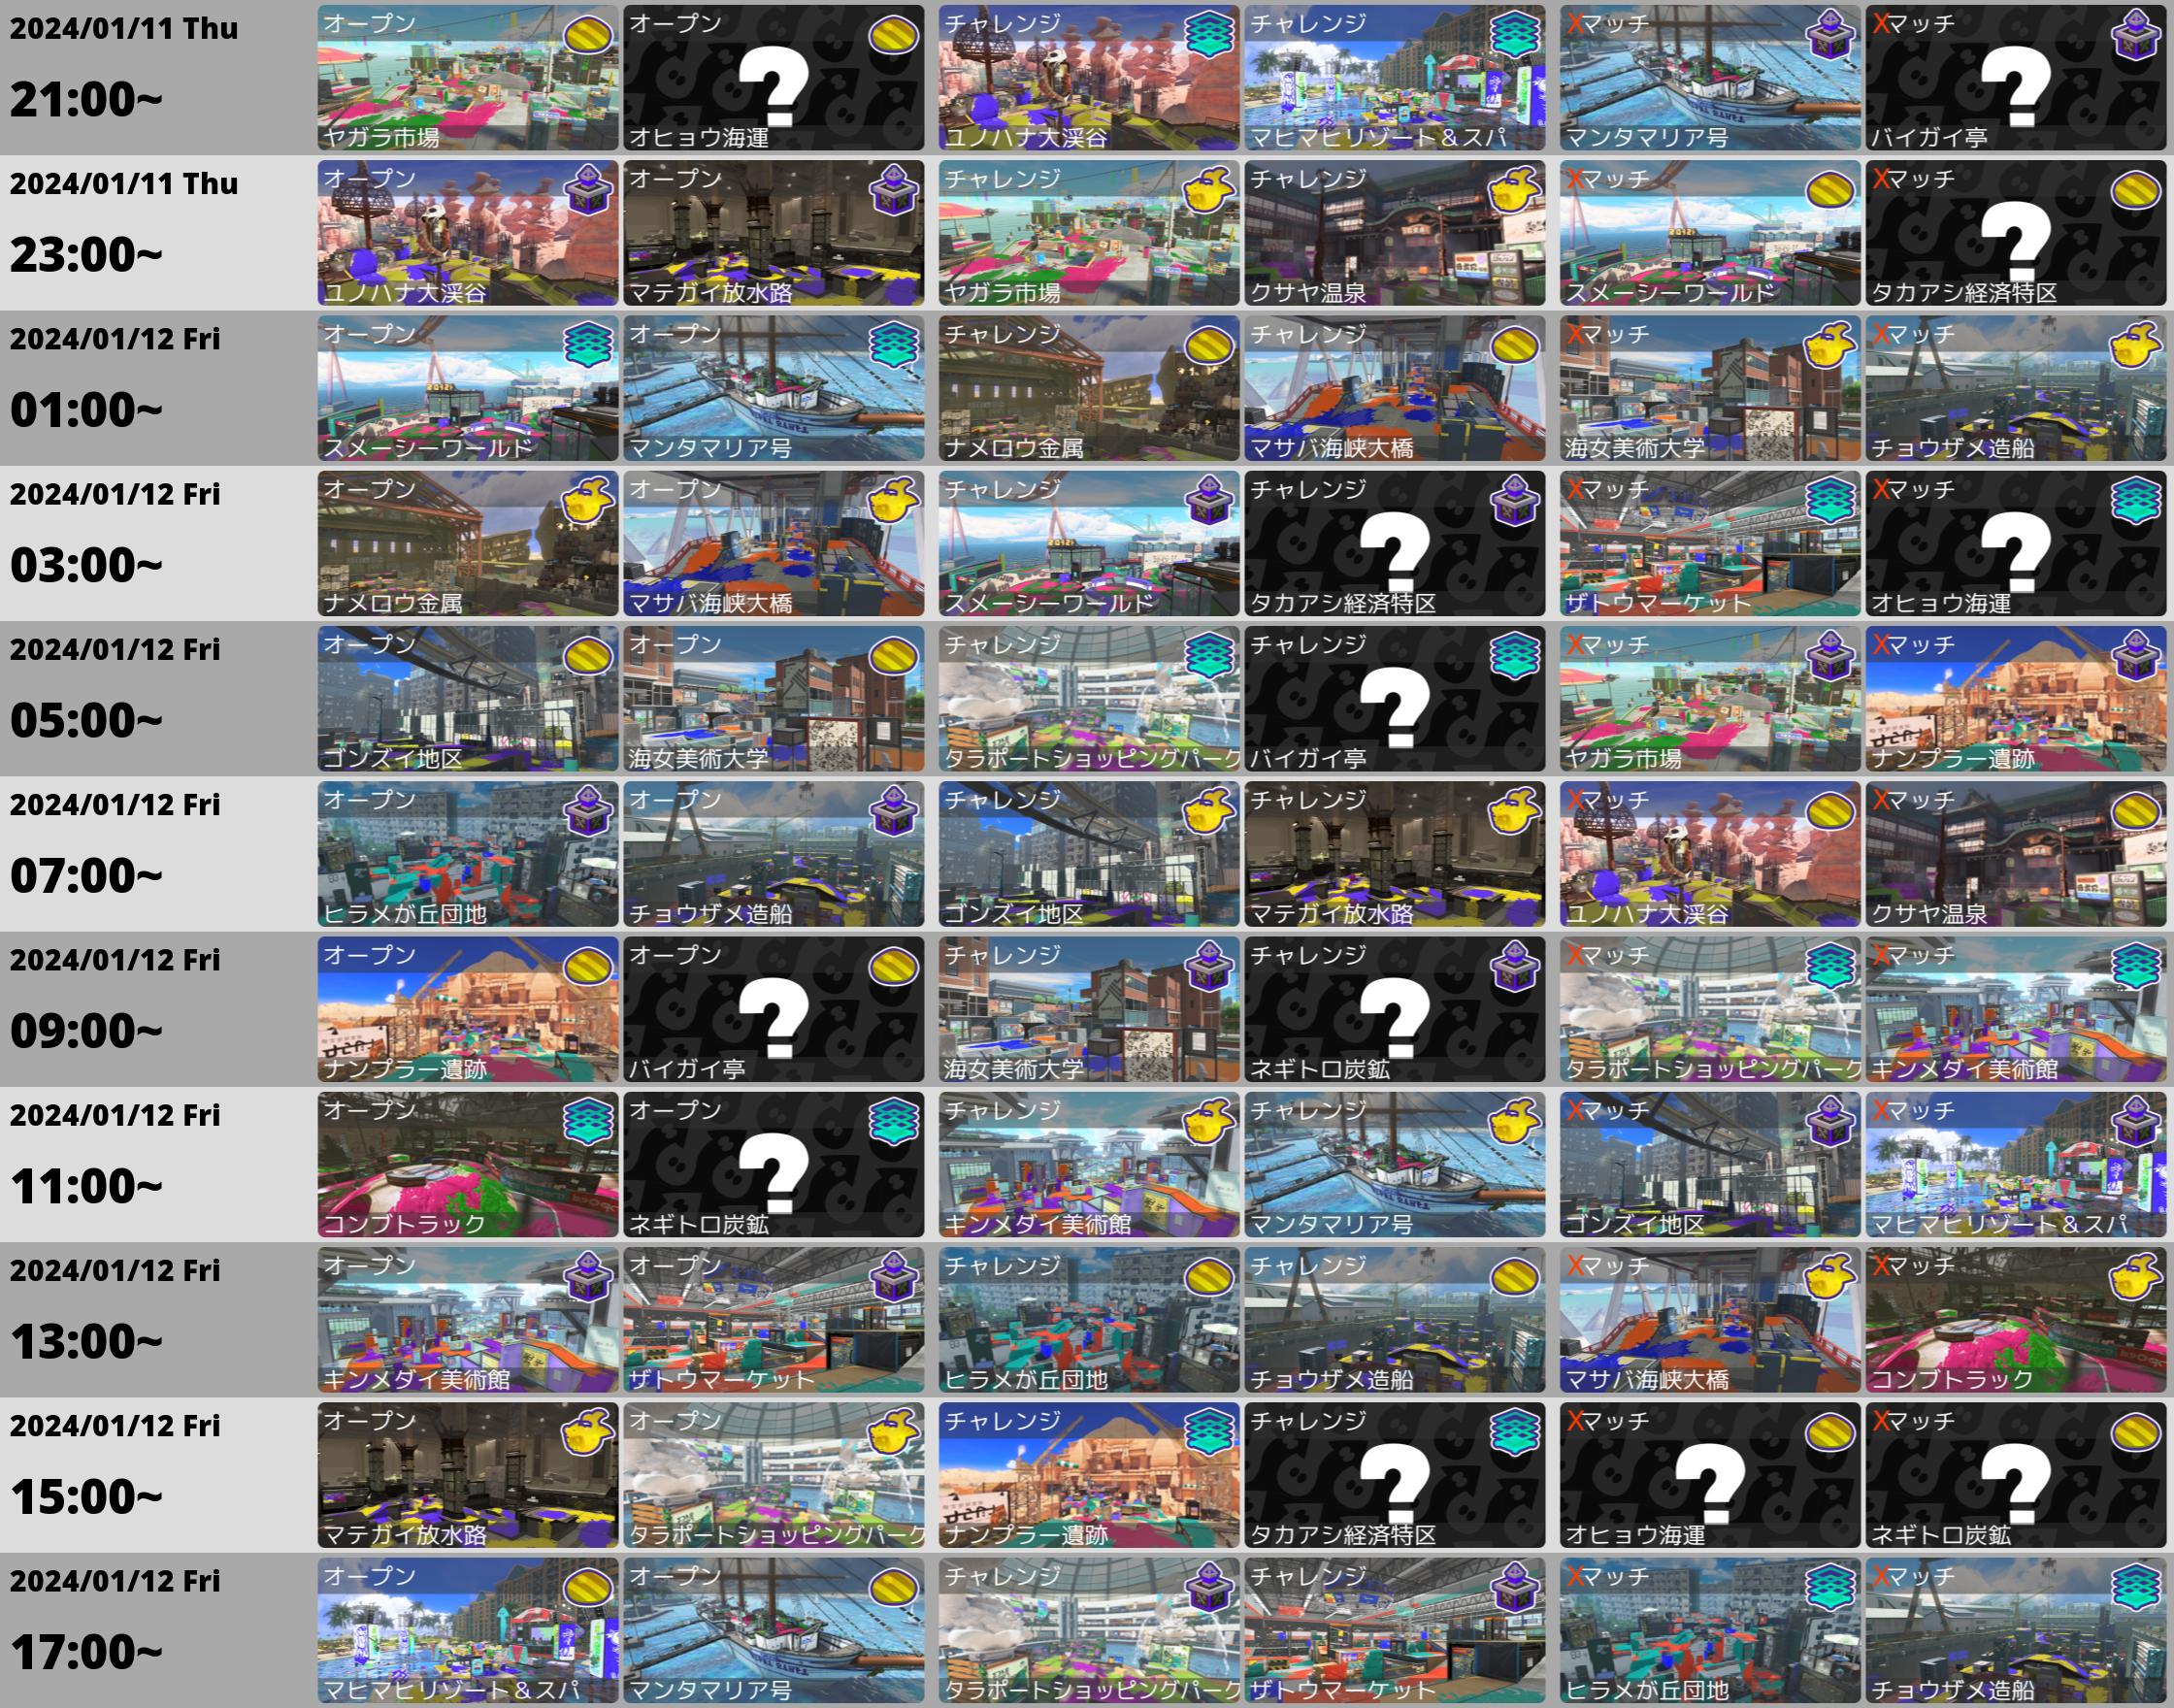 2024/01/11 Thu
21:00~
オープン オープン チャレンジ チャレンジ Xマッチ Xマッチ
ヤガラ市場 オヒョウ海運 ユノハナ大渓谷 マヒマヒリゾート&スパ マンタマリア号 バイガイ亭
2024/01/11 Thu
23:00~
オープン オープン チャレンジ チャレンジ Xマッチ Xマッチ
ユノハナ大渓谷 マテガイ放水路 ヤガラ市場 クサヤ温泉 スメーシーワールド タカアシ経済特区
2024/01/12 Fri
01:00~
オープン オープン チャレンジ チャレンジ Xマッチ Xマッチ
スメーシーワールド マンタマリア号 ナメロウ金属 マサバ海峡大橋 海女美術大学 チョウザメ造船
2024/01/12 Fri
03:00~
オープン オープン チャレンジ チャレンジ Xマッチ Xマッチ
ナメロウ金属 マサバ海峡大橋 スメーシーワールド タカアシ経済特区 ザトウマーケット オヒョウ海運
2024/01/12 Fri
05:00~
オープン オープン チャレンジ チャレンジ Xマッチ Xマッチ
ゴンズイ地区 海女美術大学 タラポートショッピングパーク バイガイ亭 ヤガラ市場 ナンプラー遺跡
2024/01/12 Fri
07:00~
オープン オープン チャレンジ チャレンジ Xマッチ Xマッチ
ヒラメが丘団地 チョウザメ造船 ゴンズイ地区 マテガイ放水路 ユノハナ大渓谷 クサヤ温泉
2024/01/12 Fri
09:00~
オープン オープン チャレンジ チャレンジ Xマッチ Xマッチ
ナンプラー遺跡 バイガイ亭 海女美術大学 ネギトロ炭鉱 タラポートショッピングパーク キンメダイ美術館
2024/01/12 Fri
11:00~
オープン オープン チャレンジ チャレンジ Xマッチ Xマッチ
コンブトラック ネギトロ炭鉱 キンメダイ美術館 マンタマリア号 ゴンズイ地区 マヒマヒリゾート&スパ
2024/01/12 Fri
13:00~
オープン オープン チャレンジ チャレンジ Xマッチ Xマッチ
キンメダイ美術館 ザトウマーケット ヒラメが丘団地 チョウザメ造船 マサバ海峡大橋 コンブトラック
2024/01/12 Fri
15:00~
オープン オープン チャレンジ チャレンジ Xマッチ Xマッチ
マテガイ放水路 タラポートショッピングパーク ナンプラー遺跡 タカアシ経済特区 オヒョウ海運 ネギトロ炭鉱
2024/01/12 Fri
17:00~
オープン オープン チャレンジ チャレンジ Xマッチ Xマッチ
マヒマヒリゾート&スパ マンタマリア号 タラポートショッピングパーク ザトウマーケット ヒラメが丘団地 チョウザメ造船